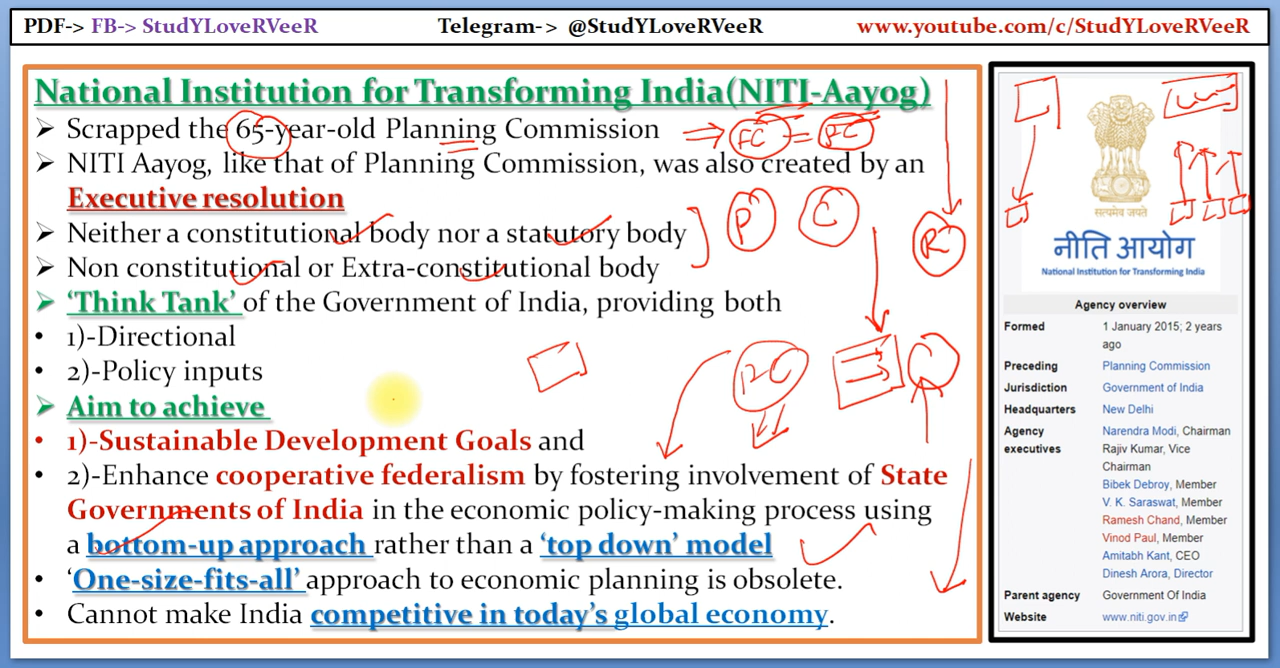 PDF-> FB-> StudYLoveRVeeR
Telegram-> @StudYLoveRVeeR
www.youtube.com/c/StudYLoveRVeeR
National Institution for Transforming India(NITI-Aayog)
➢ Scrapped the 65-year-old Planning Commission
FC = PC
➢ NITI Aayog, like that of Planning Commission, was also created by an
Executive resolution
➢ Neither a constitutional body nor a statutory body
P C R
➢ Non constitutional or Extra-constitutional body
➢ ‘Think Tank’ of the Government of India, providing both
• 1)-Directional
• 2)-Policy inputs
PC
➢ Aim to achieve
• 1)-Sustainable Development Goals and
• 2)-Enhance cooperative federalism by fostering involvement of State
Governments of India in the economic policy-making process using
a bottom-up approach rather than a ‘top down’ model
• ‘One-size-fits-all’ approach to economic planning is obsolete.
• Cannot make India competitive in today’s global economy.
सत्यमेव जयते
नीति आयोग
National Institution for Transforming India
Agency overview
Formed 1 January 2015; 2 years
ago
Preceding Planning Commission
Jurisdiction Government of India
Headquarters New Delhi
Agency Narendra Modi, Chairman
executives Rajiv Kumar, Vice
Chairman
Bibek Debroy, Member
V. K. Saraswat, Member
Ramesh Chand, Member
Vinod Paul, Member
Amitabh Kant, CEO
Dinesh Arora, Director
Parent agency Government Of India
Website www.niti.gov.in